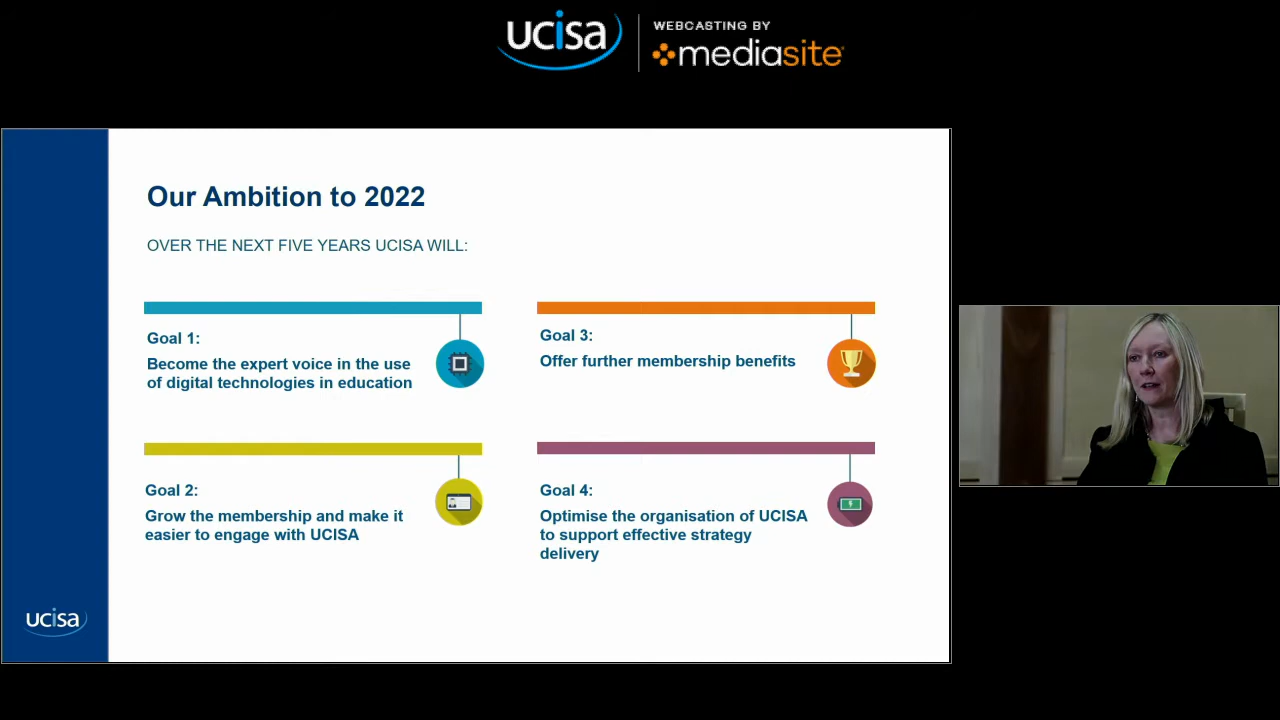 ucisa
WEBCASTING BY
mediasite
Our Ambition to 2022
OVER THE NEXT FIVE YEARS UCISA WILL:
Goal 1:
Become the expert voice in the use
of digital technologies in education
Goal 2:
Grow the membership and make it
easier to engage with UCISA
Goal 3:
Offer further membership benefits
Goal 4:
Optimise the organisation of UCISA
to support effective strategy
delivery
ucisa